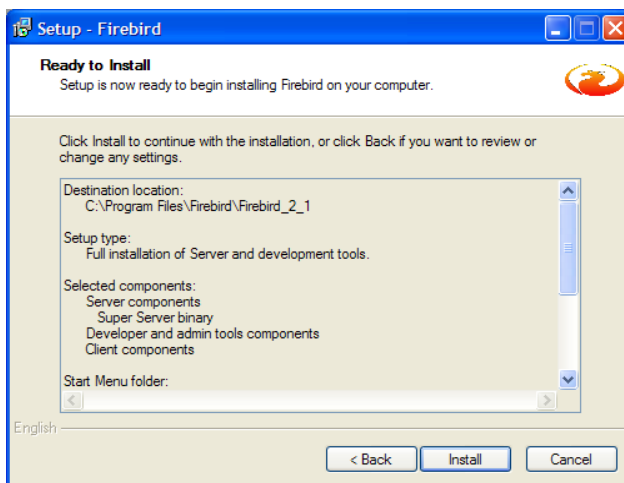 Setup - Firebird
Ready to Install
Setup is now ready to begin installing Firebird on your computer.
Click Install to continue with the installation, or click Back if you want to review or
change any settings.
Destination location:
C:\Program Files\Firebird\Firebird_2_1
Setup type:
Full installation of Server and development tools.
Selected components:
Server components
Super Server binary
Developer and admin tools components
Client components
Start Menu folder:
English
< Back Install Cancel